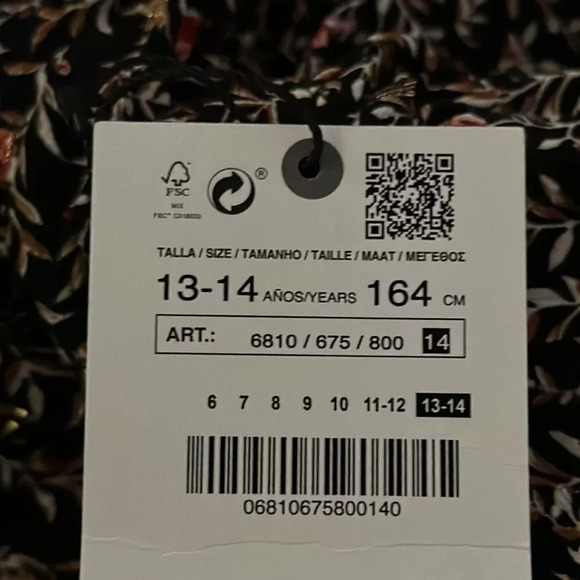 ®
FSC
MIX
TALLA / SIZE / TAMANHO / TAILLE / MAAT / ΜΕΓΕΘΟΣ
13-14 AÑOS/YEARS 164 CM
ART.: 6810 / 675 / 800 14
6 7 8 9 10 11-12 13-14
06810675800140